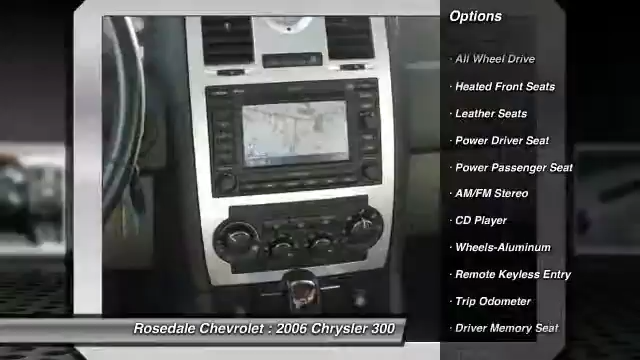 Options
· All Wheel Drive
· Heated Front Seats
· Leather Seats
· Power Driver Seat
· Power Passenger Seat
· AM/FM Stereo
· CD Player
· Wheels-Aluminum
· Remote Keyless Entry
· Trip Odometer
· Driver Memory Seat
Rosedale Chevrolet : 2006 Chrysler 300